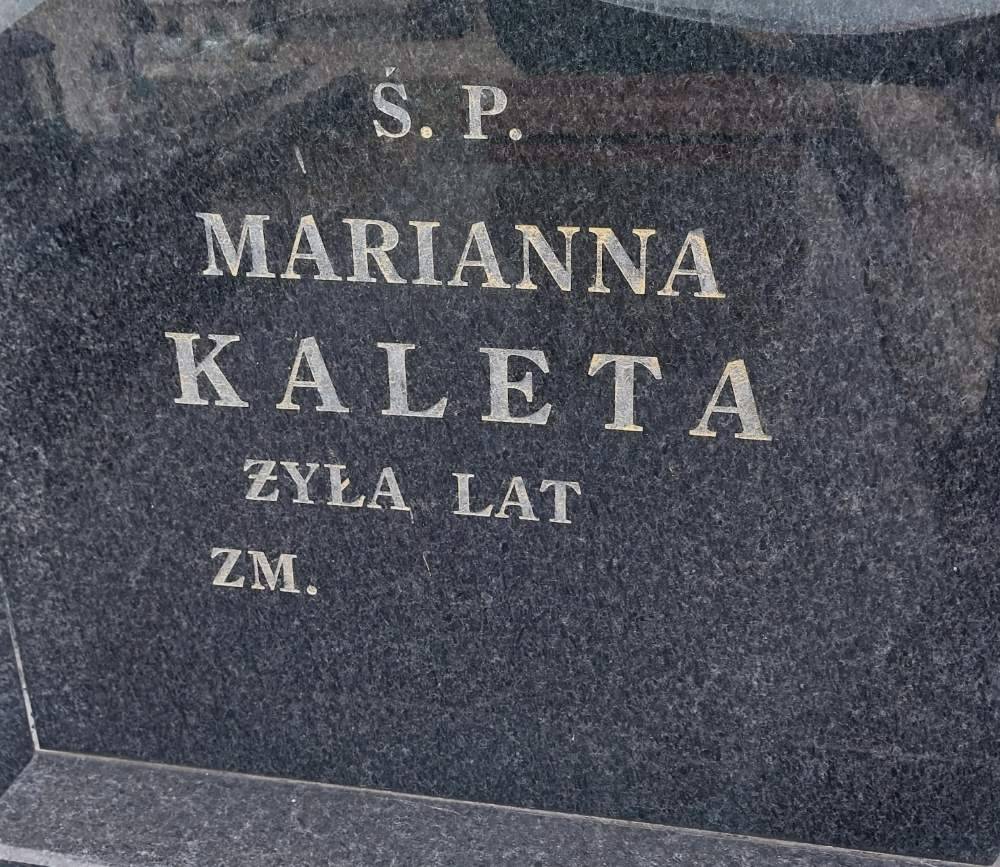 Ś. P.
MARIANNA
KALETA
ŻYŁA LAT
ZM.